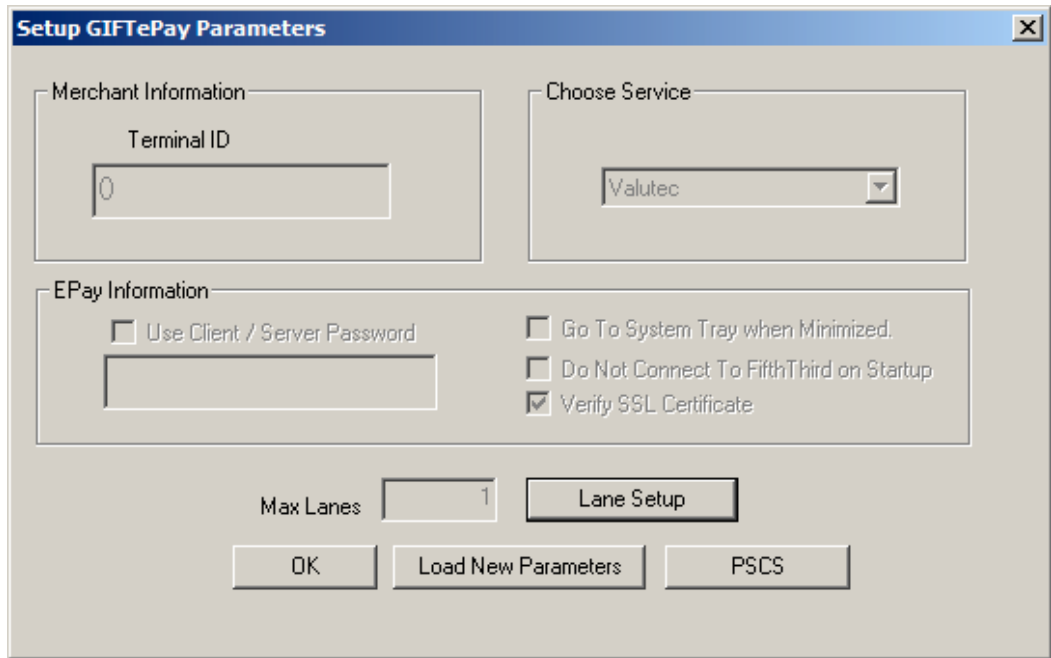 Setup GIFTePay Parameters
Merchant Information
Terminal ID
0
Choose Service
Valutec
EPay Information
Use Client / Server Password
Go To System Tray when Minimized.
Do Not Connect To FifthThird on Startup
Verify SSL Certificate
Max Lanes 1 Lane Setup
OK Load New Parameters PSCS